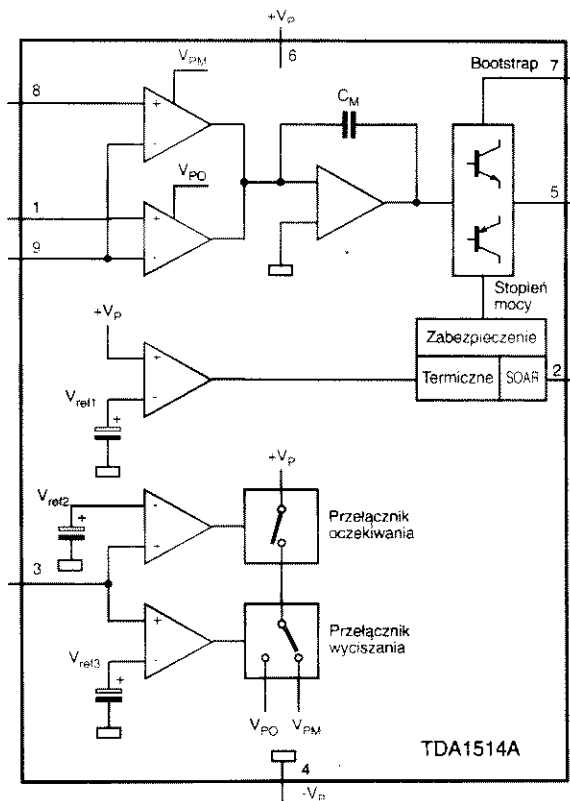 +Vp
6
Bootstrap
7
VPM
8
+
-
CM
VPO
1
+
9
-
5
Stopień
mocy
Zabezpieczenie
Termiczne
SOAR
2
+Vp
+
-
Vref1
+
+Vp
Vref2
+
-
+
Przełącznik
oczekiwania
3
+
-
Vref3
+
Przełącznik
wyciszania
VPO
VPM
TDA1514A
4
-Vp